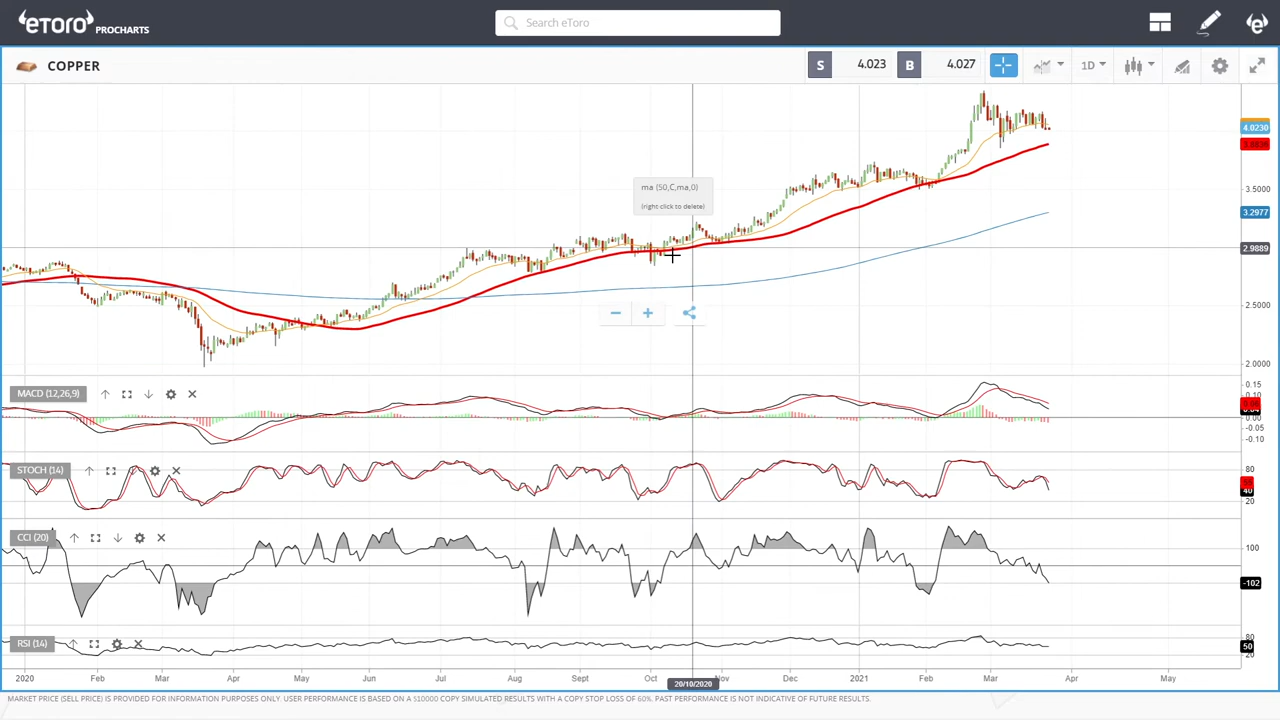 eToro PROCHARTS
Search eToro
COPPER
S 4.023 B 4.027
1D
4.0230
3.5000
3.2977
2.9889
2.5000
2.0000
ma (50,C,ma,0)
(right click to delete)
MACD (12,26,9)
0.15
0.10
0.00
-0.05
-0.10
STOCH (14)
80
40
20
CCI (20)
100
-102
RSI (14)
80
50
20
2020 Feb Mar Apr May Jun Jul Aug Sept Oct Nov Dec 2021 Feb Mar Apr May
20/10/2020
MARKET PRICE (SELL PRICE) IS PROVIDED FOR INFORMATION PURPOSES ONLY. USER PERFORMANCE IS BASED ON A $10000 COPY SIMULATED RESULTS WITH A COPY STOP LOSS OF 60%. PAST PERFORMANCE IS NOT INDICATIVE OF FUTURE RESULTS.